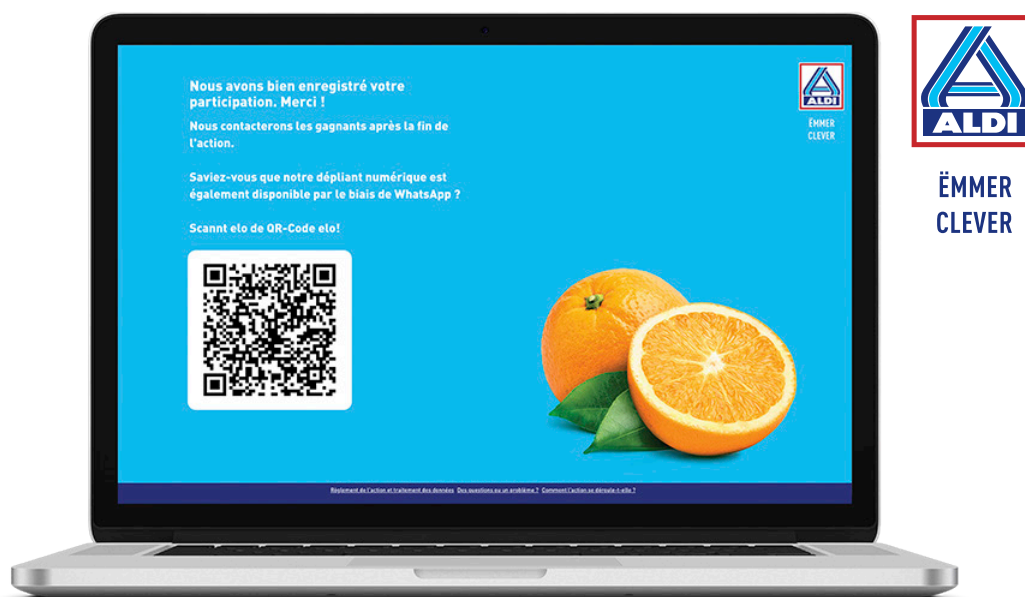 Nous avons bien enregistré votre
participation. Merci !
Nous contacterons les gagnants après la fin de
l'action.
Saviez-vous que notre dépliant numérique est
également disponible par le biais de WhatsApp ?
Scannt elo de QR-Code elo!
ALDI
ËMMER
CLEVER
Règlement de l'action et traitement des données Des questions ou un problème ? Comment l'action se déroule-t-elle ?
ALDI
ËMMER
CLEVER